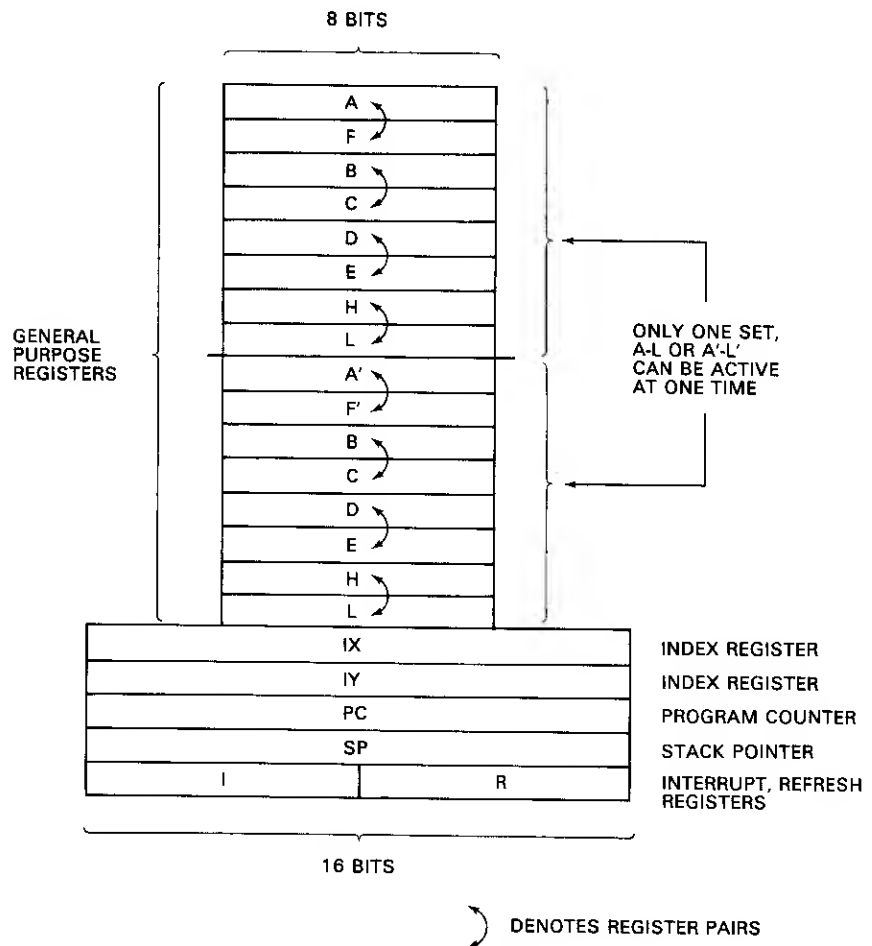 8 BITS
A
F
B
C
D
E
H
L
GENERAL
PURPOSE
REGISTERS
ONLY ONE SET,
A-L OR A'-L'
CAN BE ACTIVE
AT ONE TIME
A'
F'
B
C
D
E
H
L
IX INDEX REGISTER
IY INDEX REGISTER
PC PROGRAM COUNTER
SP STACK POINTER
I R INTERRUPT, REFRESH
REGISTERS
16 BITS
DENOTES REGISTER PAIRS